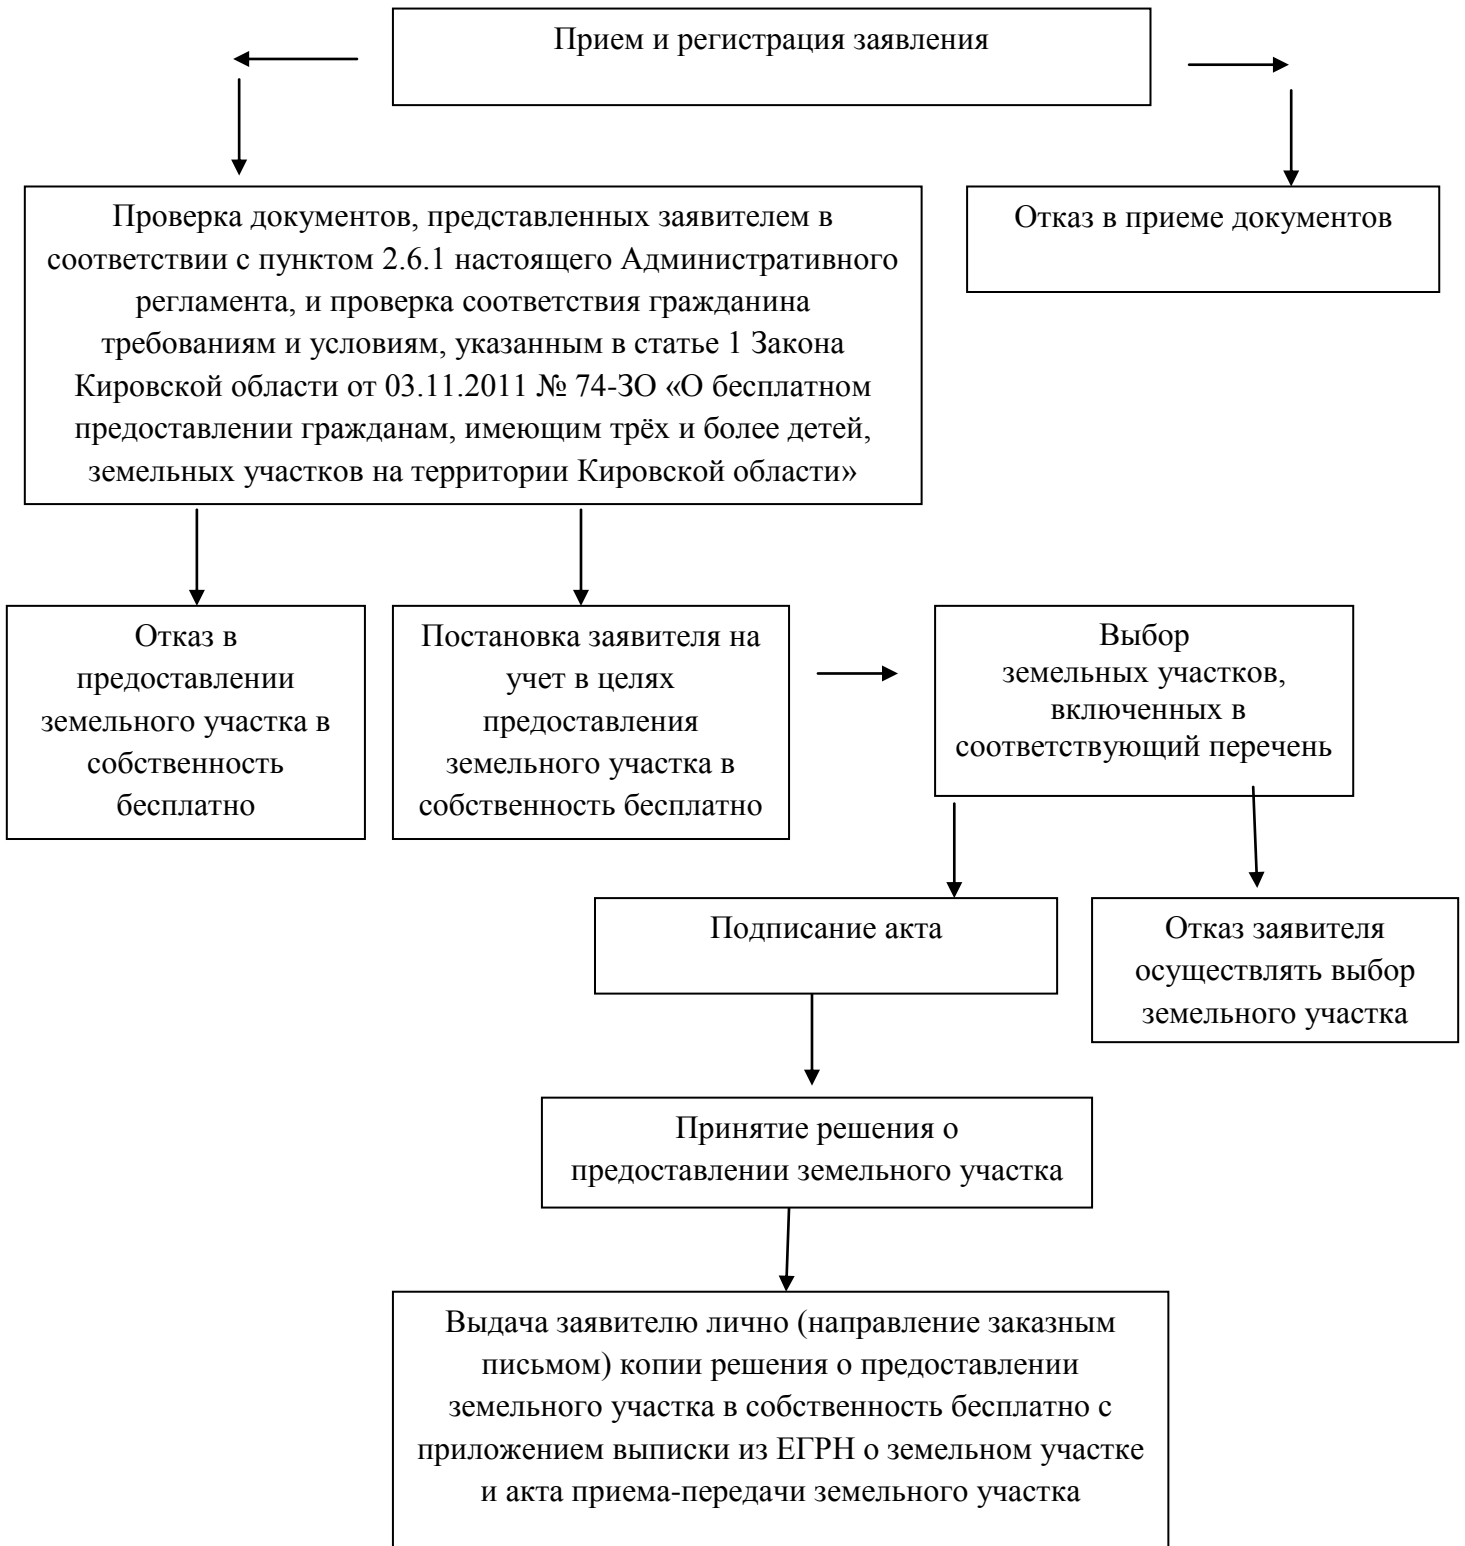 Прием и регистрация заявления
Проверка документов, представленных заявителем в
соответствии с пунктом 2.6.1 настоящего Административного
регламента, и проверка соответствия гражданина
требованиям и условиям, указанным в статье 1 Закона
Кировской области от 03.11.2011 № 74-ЗО «О бесплатном
предоставлении гражданам, имеющим трёх и более детей,
земельных участков на территории Кировской области»
Отказ в приеме документов
Отказ в
предоставлении
земельного участка в
собственность
бесплатно
Постановка заявителя на
учет в целях
предоставления
земельного участка в
собственность бесплатно
Выбор
земельных участков,
включенных в
соответствующий перечень
Подписание акта
Отказ заявителя
осуществлять выбор
земельного участка
Принятие решения о
предоставлении земельного участка
Выдача заявителю лично (направление заказным
письмом) копии решения о предоставлении
земельного участка в собственность бесплатно с
приложением выписки из ЕГРН о земельном участке
и акта приема-передачи земельного участка